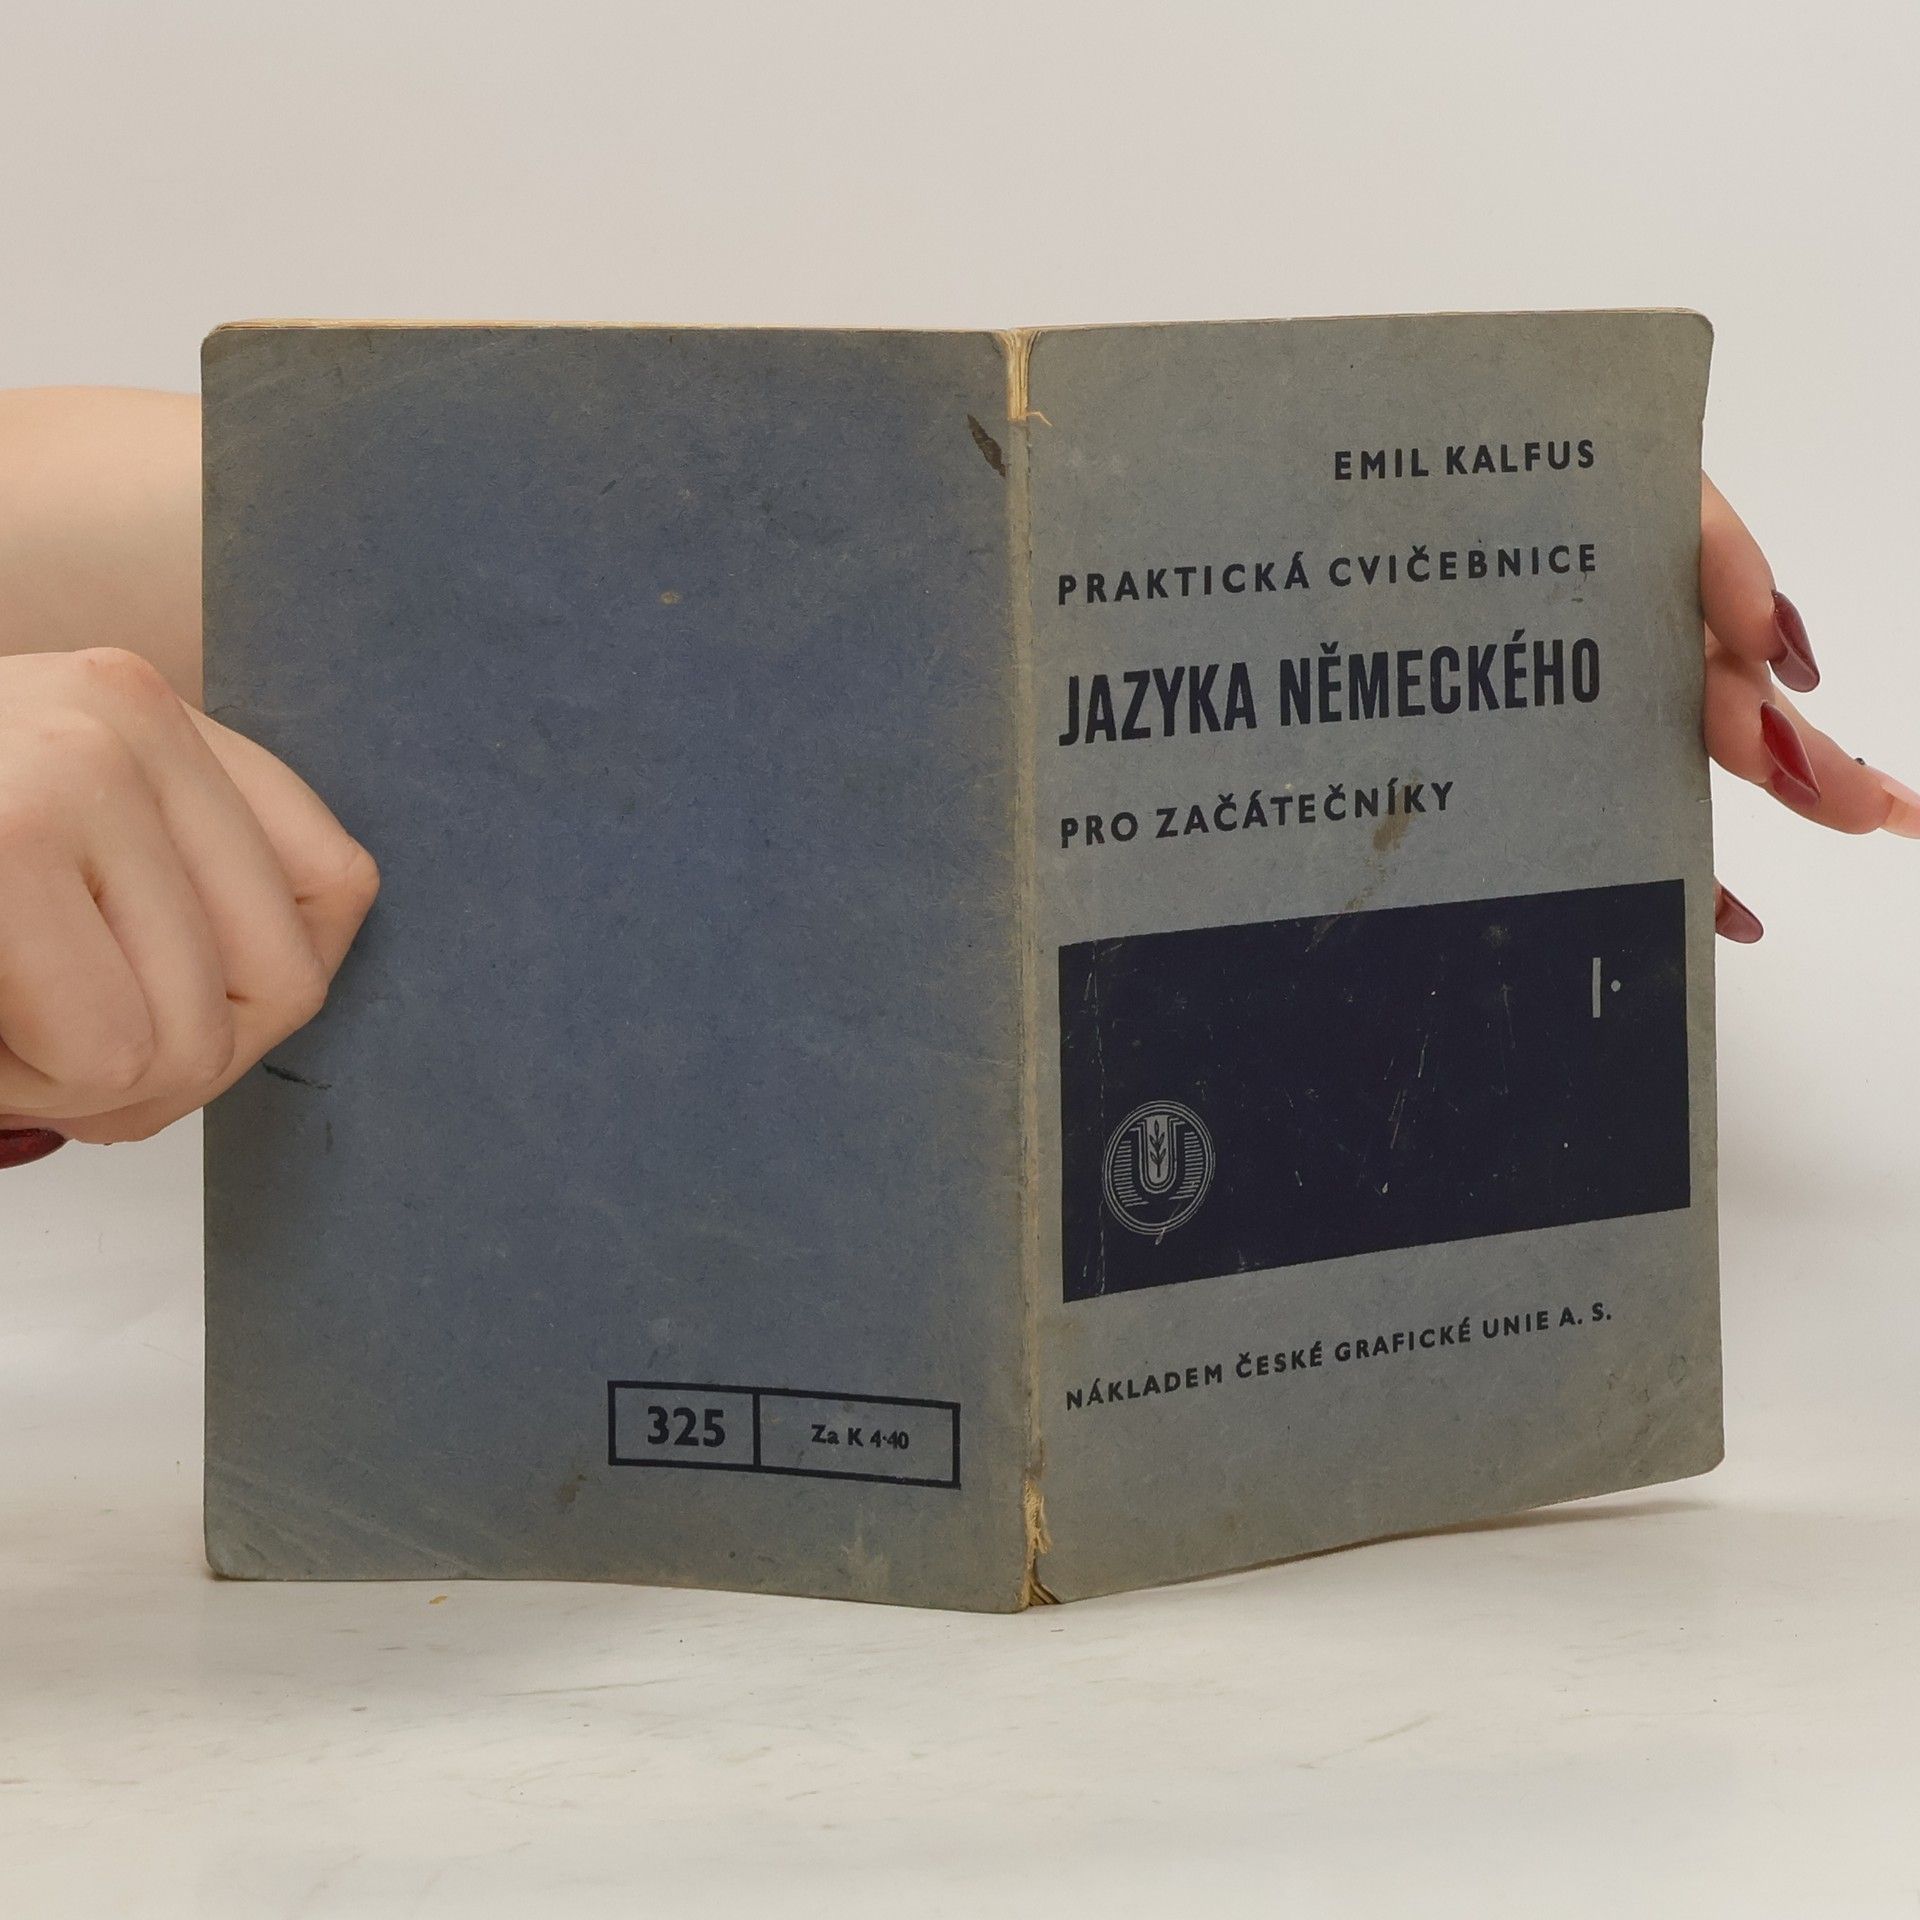 EMIL KALFUS
PRAKTICKÁ CVIČEBNICE
JAZYKA NĚMECKÉHO
PRO ZAČÁTEČNÍKY
I.
U
NÁKLADEM ČESKÉ GRAFICKÉ UNIE A. S.
325
Za K 4·40